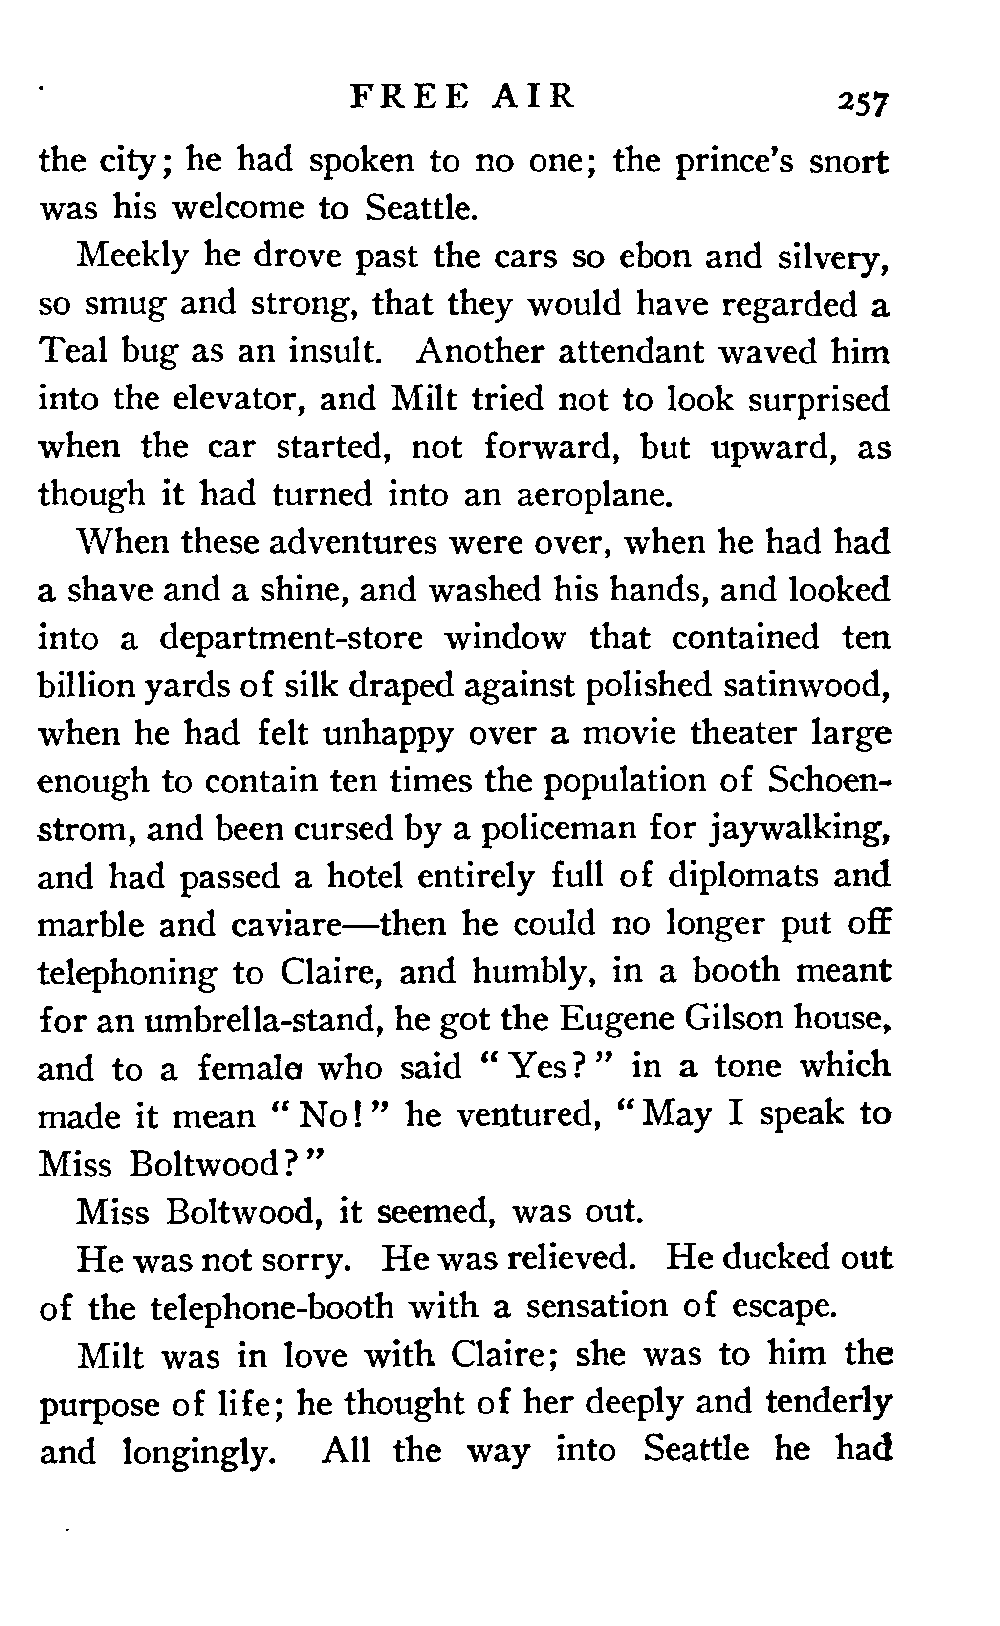 FREE AIR 257
the city; he had spoken to no one; the prince's snort
was his welcome to Seattle.
Meekly he drove past the cars so ebon and silvery,
so smug and strong, that they would have regarded a
Teal bug as an insult. Another attendant waved him
into the elevator, and Milt tried not to look surprised
when the car started, not forward, but upward, as
though it had turned into an aeroplane.
When these adventures were over, when he had had
a shave and a shine, and washed his hands, and looked
into a department-store window that contained ten
billion yards of silk draped against polished satinwood,
when he had felt unhappy over a movie theater large
enough to contain ten times the population of Schoen-
strom, and been cursed by a policeman for jaywalking,
and had passed a hotel entirely full of diplomats and
marble and caviare—then he could no longer put off
telephoning to Claire, and humbly, in a booth meant
for an umbrella-stand, he got the Eugene Gilson house,
and to a female who said "Yes?" in a tone which
made it mean "No!" he ventured, "May I speak to
Miss Boltwood?"
Miss Boltwood, it seemed, was out.
He was not sorry. He was relieved. He ducked out
of the telephone-booth with a sensation of escape.
Milt was in love with Claire; she was to him the
purpose of life; he thought of her deeply and tenderly
and longingly. All the way into Seattle he had